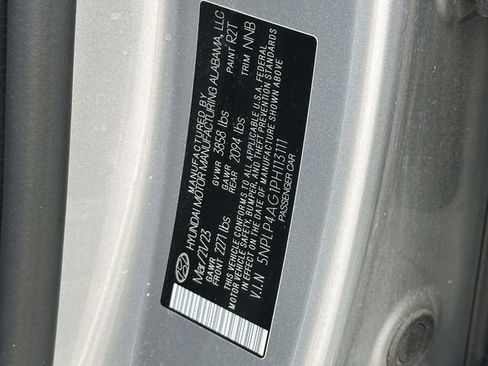 MANUFACTURED BY
HYUNDAI MOTOR MANUFACTURING ALABAMA, LLC
Mar/21/23 GVWR 3858 lbs PAINT R2T
GAWR FRONT 2271 lbs GAWR REAR 2094 lbs TRIM NNB
THIS VEHICLE CONFORMS TO ALL APPLICABLE U.S.A. FEDERAL
MOTOR VEHICLE SAFETY, BUMPER, AND THEFT PREVENTION STANDARDS
IN EFFECT ON THE DATE OF MANUFACTURE SHOWN ABOVE
V.I.N 5NPLP4AG1PH113111
PASSENGER CAR